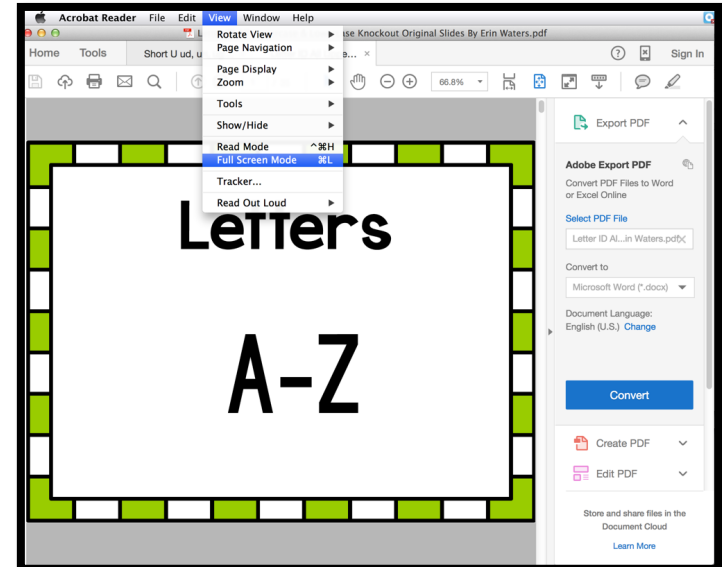 Acrobat Reader File Edit View Window Help
ase Knockout Original Slides By Erin Waters.pdf
Home Tools Short U ud, u e... × ? Sign In
66.8%
Rotate View
Page Navigation
Page Display
Zoom
Tools
Show/Hide
Read Mode ^⌘H
Full Screen Mode ⌘L
Tracker...
Read Out Loud
Letters
A-Z
Export PDF
Adobe Export PDF
Convert PDF Files to Word
or Excel Online
Select PDF File
Letter ID Al...in Waters.pdf
Convert to
Microsoft Word (*.docx)
Document Language:
English (U.S.) Change
Convert
Create PDF
Edit PDF
Store and share files in the
Document Cloud
Learn More